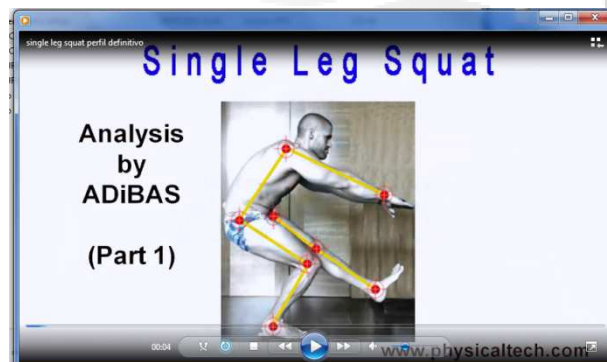 single leg squat perfil definitivo
Single Leg Squat
Analysis
by
ADiBAS
(Part 1)
00:04
www.physicaltech.com